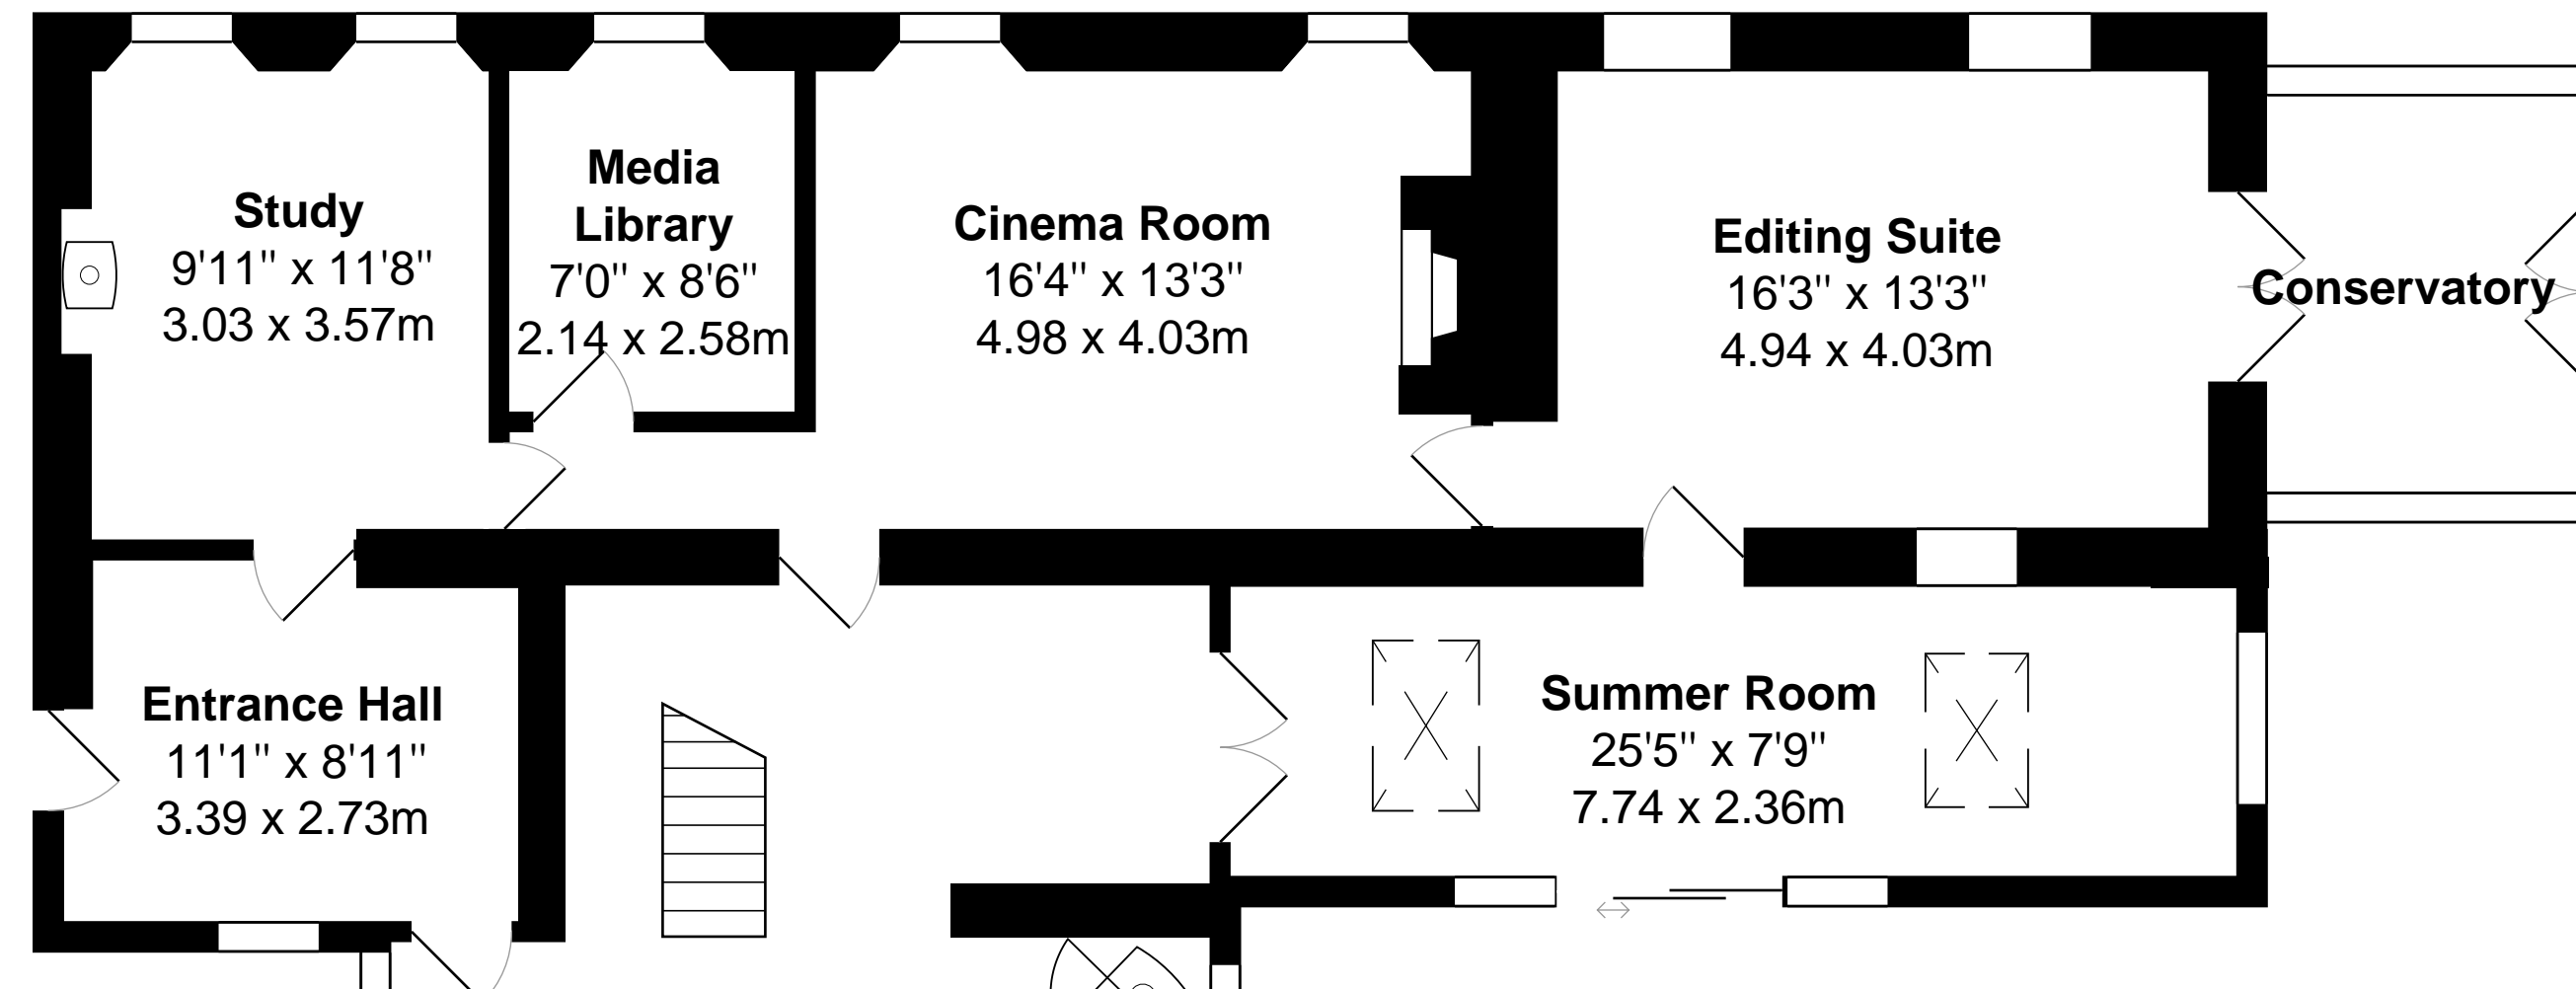 Study
9'11" x 11'8"
3.03 x 3.57m
Media
Library
7'0" x 8'6"
2.14 x 2.58m
Cinema Room
16'4" x 13'3"
4.98 x 4.03m
Editing Suite
16'3" x 13'3"
4.94 x 4.03m
Conservatory
Entrance Hall
11'1" x 8'11"
3.39 x 2.73m
Summer Room
25'5" x 7'9"
7.74 x 2.36m